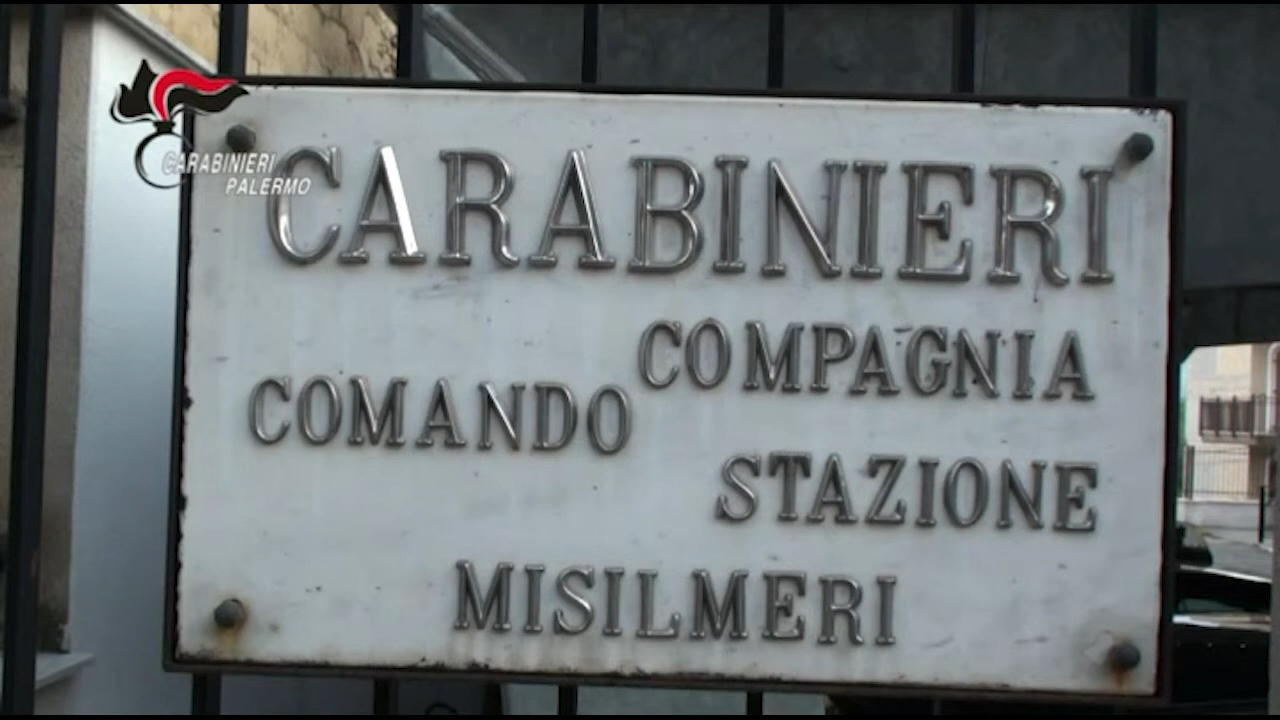 CARABINIERI
PALERMO
CARABINIERI
COMPAGNIA
COMANDO
STAZIONE
MISILMERI